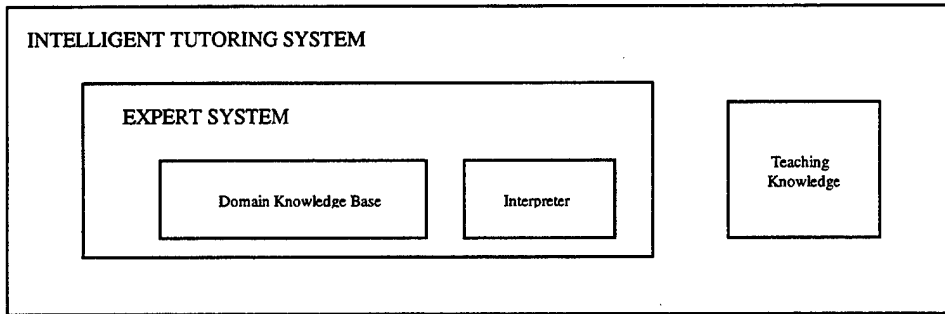 INTELLIGENT TUTORING SYSTEM
EXPERT SYSTEM
Domain Knowledge Base
Interpreter
Teaching
Knowledge